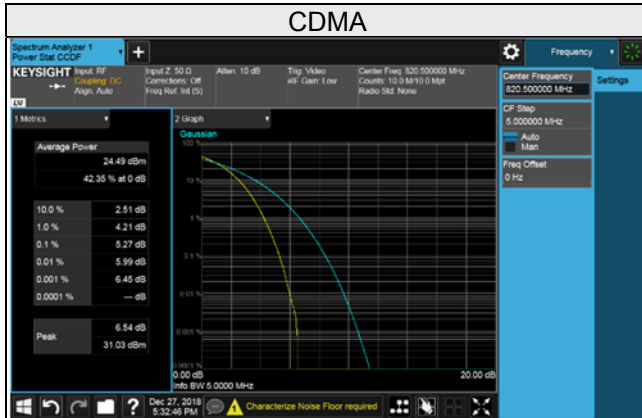 CDMA
Spectrum Analyzer 1
Power Stat CCDF
Frequency
KEYSIGHT
Input: RF
Coupling: DC
Align: Auto
Input Z: 50 Ω
Corrections: Off
Freq Ref: Int (S)
Atten: 10 dB
Trig: Video
#IF Gain: Low
Center Freq: 820.500000 MHz
Counts: 10.0 M/10.0 Mpt
Radio Std: None
Center Frequency
820.500000 MHz
Settings
CF Step
5.000000 MHz
Auto
Man
Freq Offset
0 Hz
1 Metrics
2 Graph
Average Power
24.49 dBm
42.35 % at 0 dB
10.0 % 2.51 dB
1.0 % 4.21 dB
0.1 % 5.27 dB
0.01 % 5.99 dB
0.001 % 6.45 dB
0.0001 % --- dB
Peak
6.54 dB
31.03 dBm
Gaussian
100 %
10 %
1 %
0.1 %
0.01 %
0.001 %
0.0001 %
0.00 dB
20.00 dB
Info BW 5.0000 MHz
Dec 27, 2018
5:32:46 PM
Characterize Noise Floor required